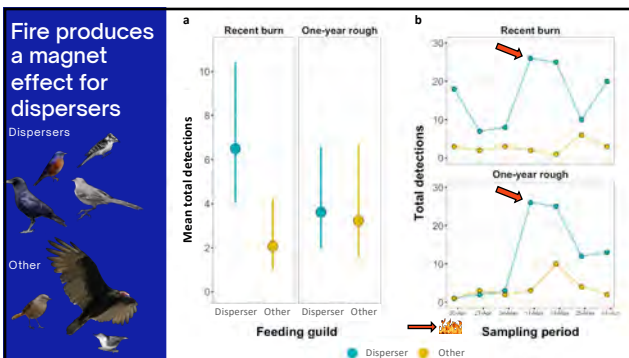 Fire produces
a magnet
effect for
dispersers
Dispersers
Other
a
Recent burn
One-year rough
Mean total detections
10
8
6
4
2
0
Disperser
Other
Disperser
Other
Feeding guild
b
Recent burn
30
20
10
0
Total detections
One-year rough
30
20
10
0
Sampling period
Disperser
Other